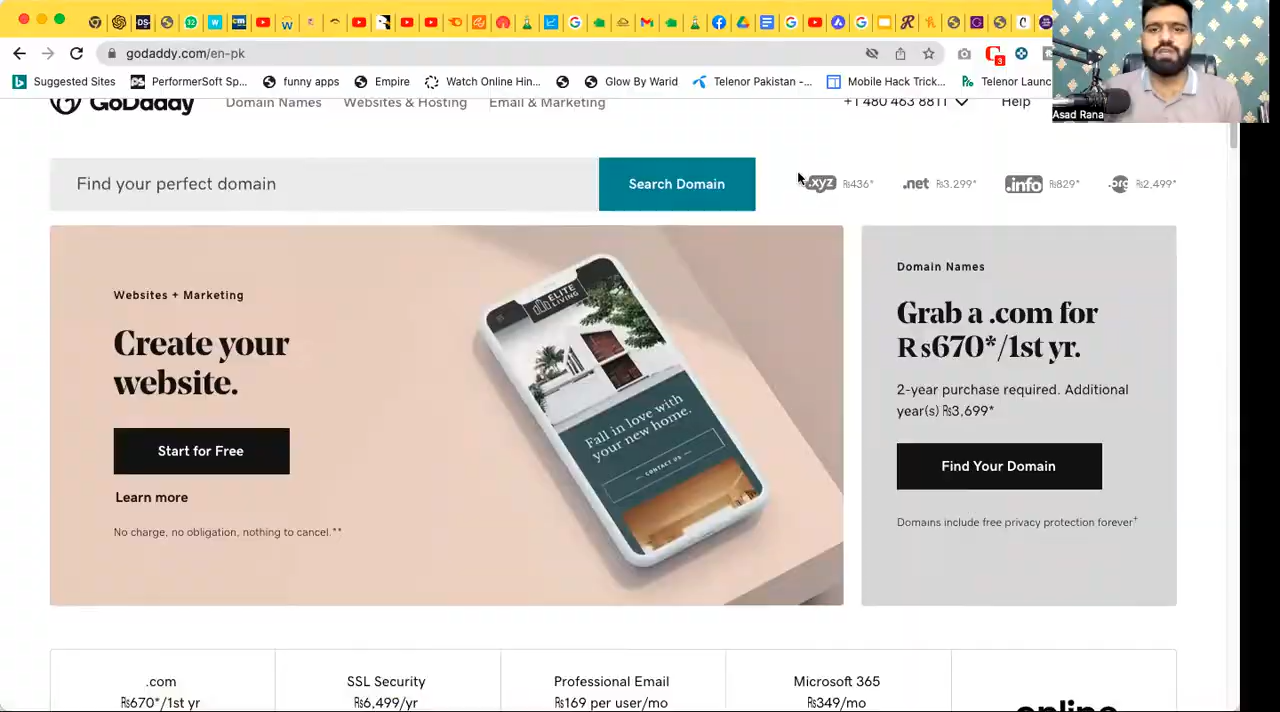 godaddy.com/en-pk
3
Suggested Sites
PerformerSoft Sp...
funny apps
Empire
Watch Online Hin...
Glow By Warid
Telenor Pakistan -...
Mobile Hack Trick...
Telenor Launc
Asad Rana
GoDaddy
Domain Names
Websites & Hosting
Email & Marketing
+1 480 463 8811
Help
Find your perfect domain
Search Domain
.xyz ₨436*
.net ₨3,299*
.info ₨829*
.org ₨2,499*
Websites + Marketing
Create your
website.
Start for Free
Learn more
No charge, no obligation, nothing to cancel.**
ELITE
LIVING
Fall in love with
your new home.
CONTACT US
Domain Names
Grab a .com for
₨670*/1st yr.
2-year purchase required. Additional
year(s) ₨3,699*
Find Your Domain
Domains include free privacy protection forever†
.com
₨670*/1st yr
SSL Security
₨6,499/yr
Professional Email
₨169 per user/mo
Microsoft 365
₨349/mo
online